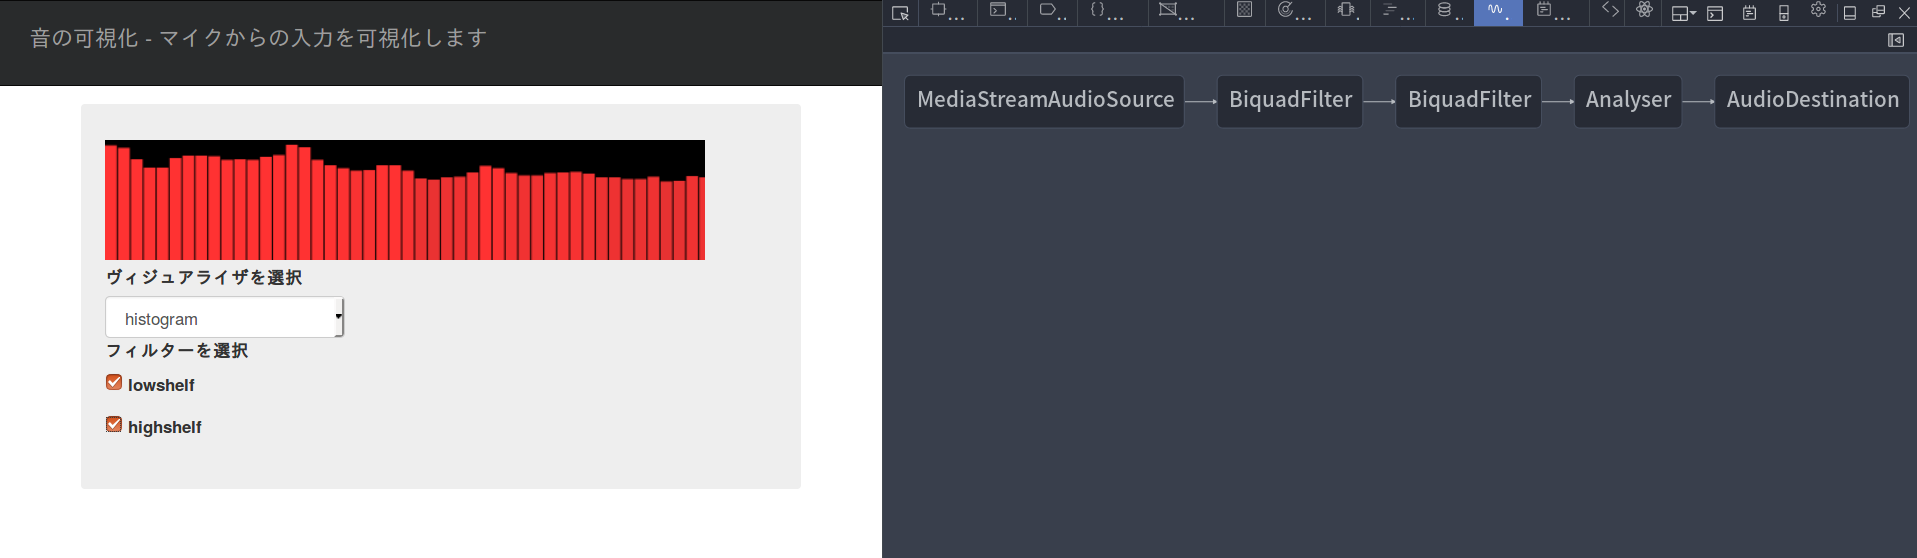 音の可視化 - マイクからの入力を可視化します
ヴィジュアライザを選択
histogram
フィルターを選択
lowshelf
highshelf
MediaStreamAudioSource
BiquadFilter
BiquadFilter
Analyser
AudioDestination